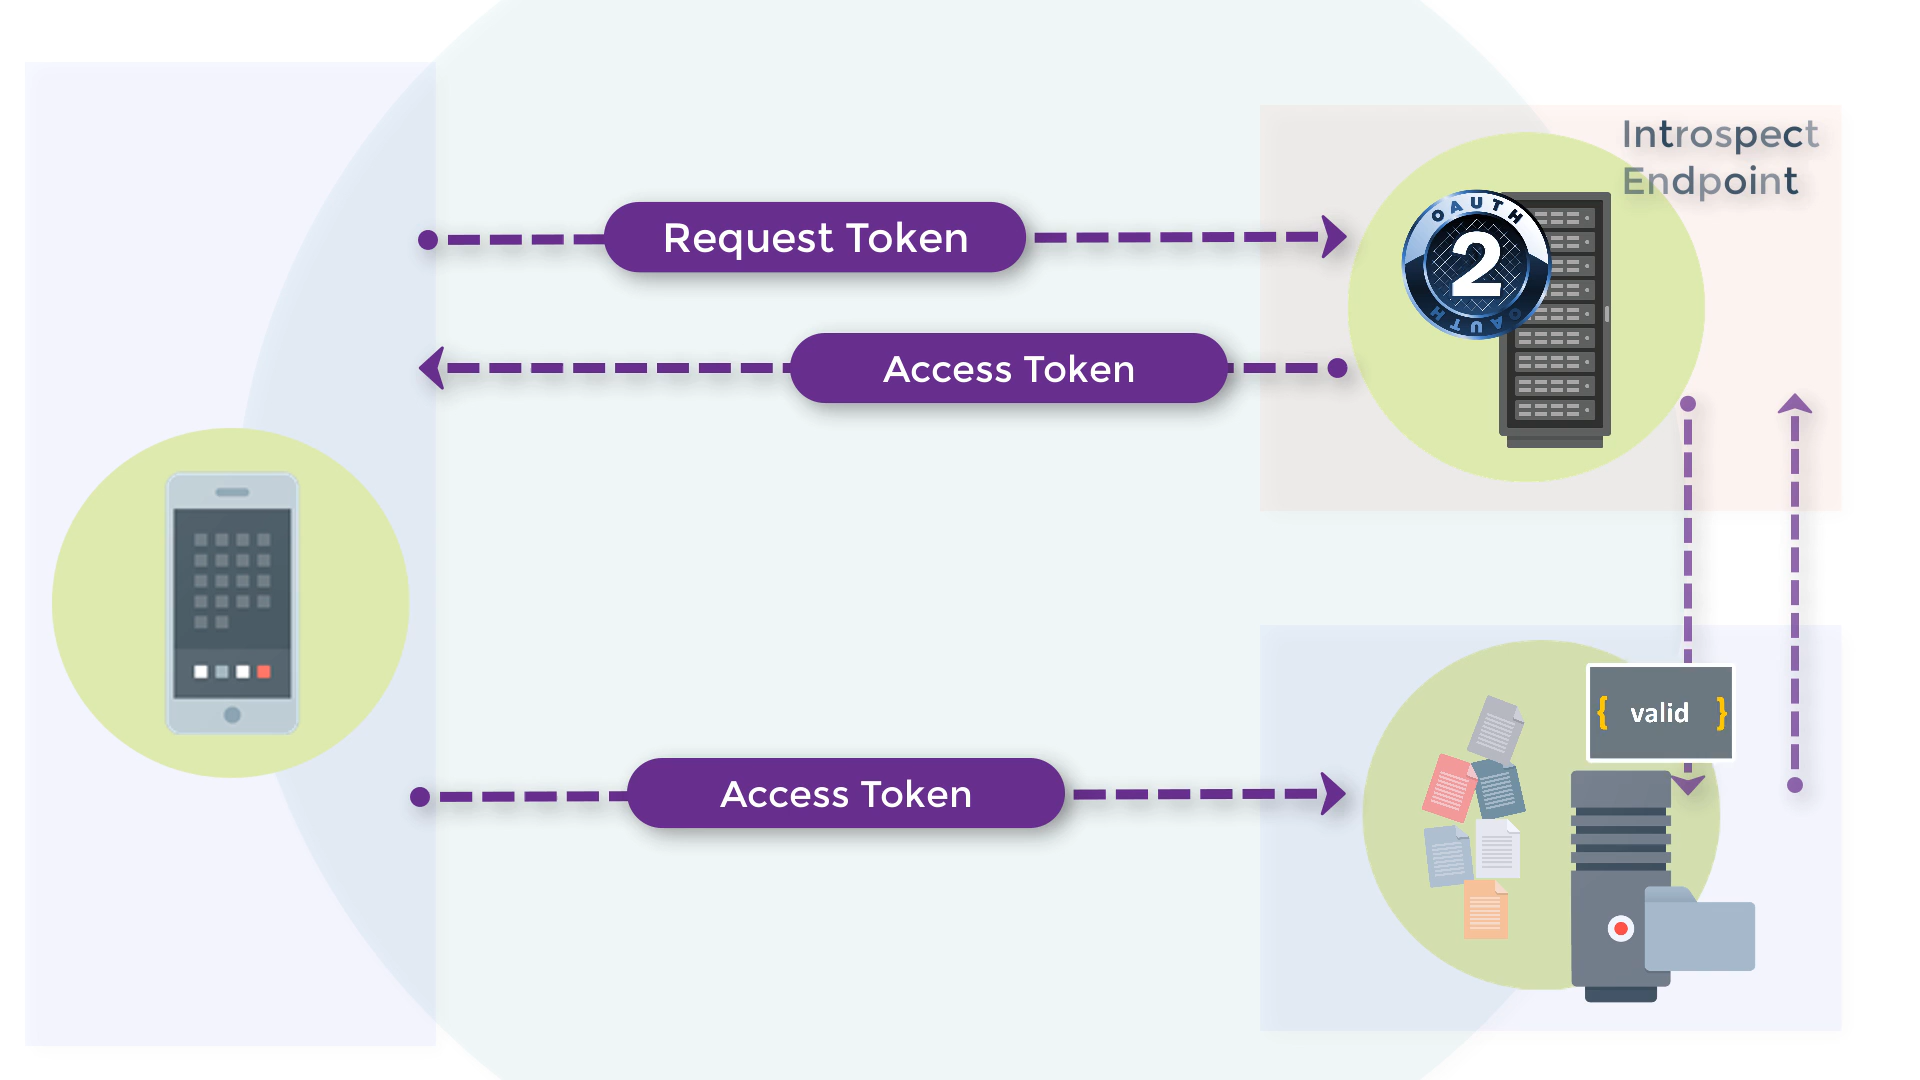 Introspect
Endpoint
Request Token
OAUTH
2
OAUTH
Access Token
{ valid }
Access Token